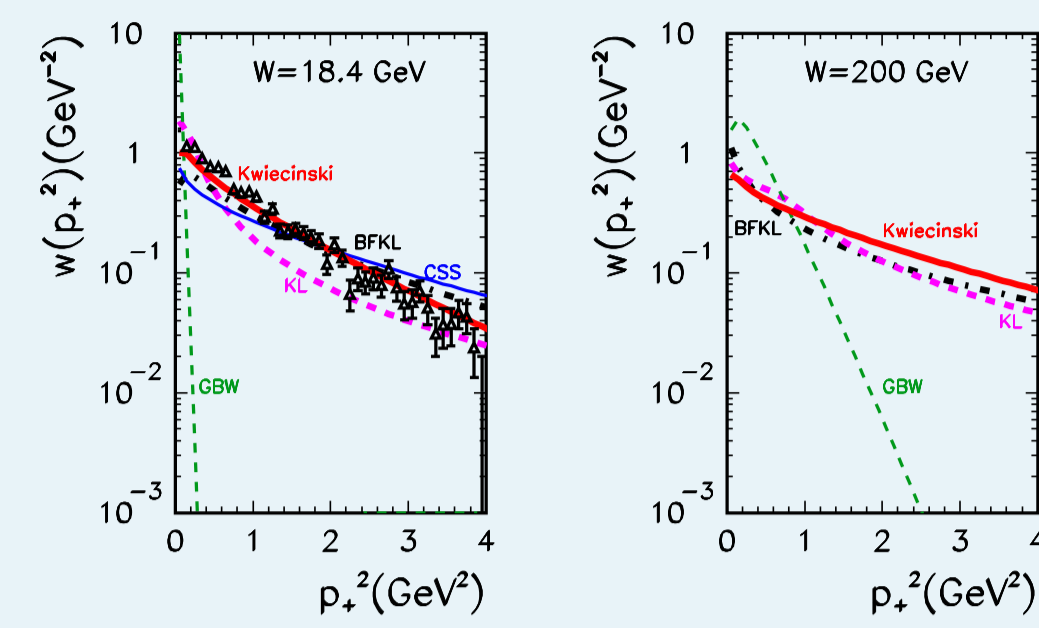 W=18.4 GeV
w(p₊²)(GeV⁻²)
10
1
10⁻¹
10⁻²
10⁻³
Kwiecinski
BFKL
CSS
KL
GBW
0 1 2 3 4
p₊²(GeV²)
W=200 GeV
w(p₊²)(GeV⁻²)
10
1
10⁻¹
10⁻²
10⁻³
BFKL
Kwiecinski
KL
GBW
0 1 2 3 4
p₊²(GeV²)